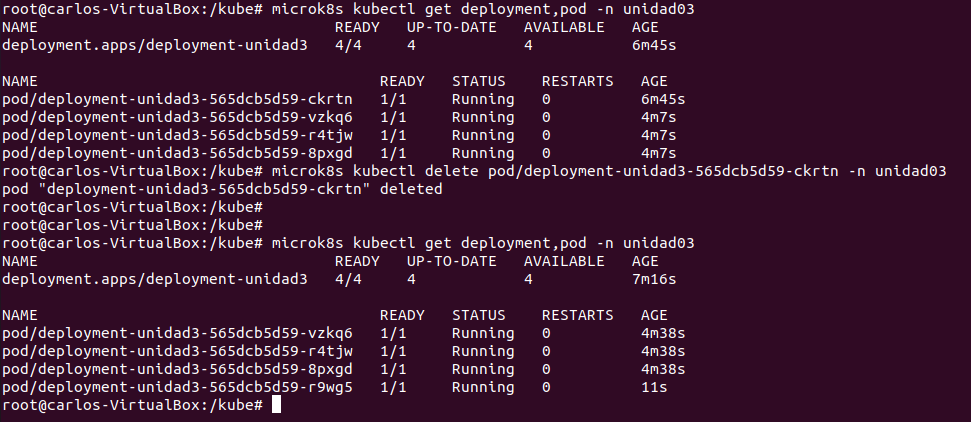 root@carlos-VirtualBox:/kube# microk8s kubectl get deployment,pod -n unidad03
NAME READY UP-TO-DATE AVAILABLE AGE
deployment.apps/deployment-unidad3 4/4 4 4 6m45s
NAME READY STATUS RESTARTS AGE
pod/deployment-unidad3-565dcb5d59-ckrtn 1/1 Running 0 6m45s
pod/deployment-unidad3-565dcb5d59-vzkq6 1/1 Running 0 4m7s
pod/deployment-unidad3-565dcb5d59-r4tjw 1/1 Running 0 4m7s
pod/deployment-unidad3-565dcb5d59-8pxgd 1/1 Running 0 4m7s
root@carlos-VirtualBox:/kube# microk8s kubectl delete pod/deployment-unidad3-565dcb5d59-ckrtn -n unidad03
pod "deployment-unidad3-565dcb5d59-ckrtn" deleted
root@carlos-VirtualBox:/kube#
root@carlos-VirtualBox:/kube#
root@carlos-VirtualBox:/kube# microk8s kubectl get deployment,pod -n unidad03
NAME READY UP-TO-DATE AVAILABLE AGE
deployment.apps/deployment-unidad3 4/4 4 4 7m16s
NAME READY STATUS RESTARTS AGE
pod/deployment-unidad3-565dcb5d59-vzkq6 1/1 Running 0 4m38s
pod/deployment-unidad3-565dcb5d59-r4tjw 1/1 Running 0 4m38s
pod/deployment-unidad3-565dcb5d59-8pxgd 1/1 Running 0 4m38s
pod/deployment-unidad3-565dcb5d59-r9wg5 1/1 Running 0 11s
root@carlos-VirtualBox:/kube#